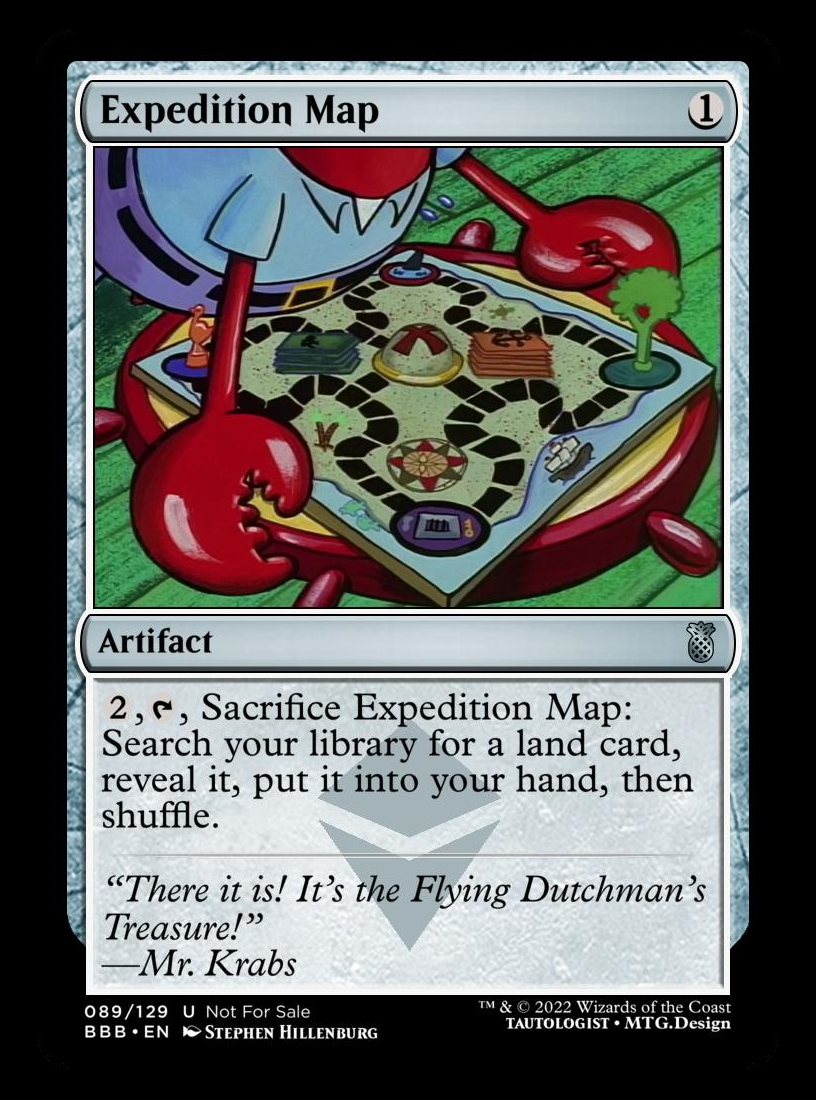 Expedition Map 1
Artifact
2, , Sacrifice Expedition Map:
Search your library for a land card,
reveal it, put it into your hand, then
shuffle.
“There it is! It’s the Flying Dutchman’s
Treasure!”
—Mr. Krabs
089/129 U Not For Sale
BBB • EN STEPHEN HILLENBURG
™ & © 2022 Wizards of the Coast
TAUTOLOGIST • MTG.Design